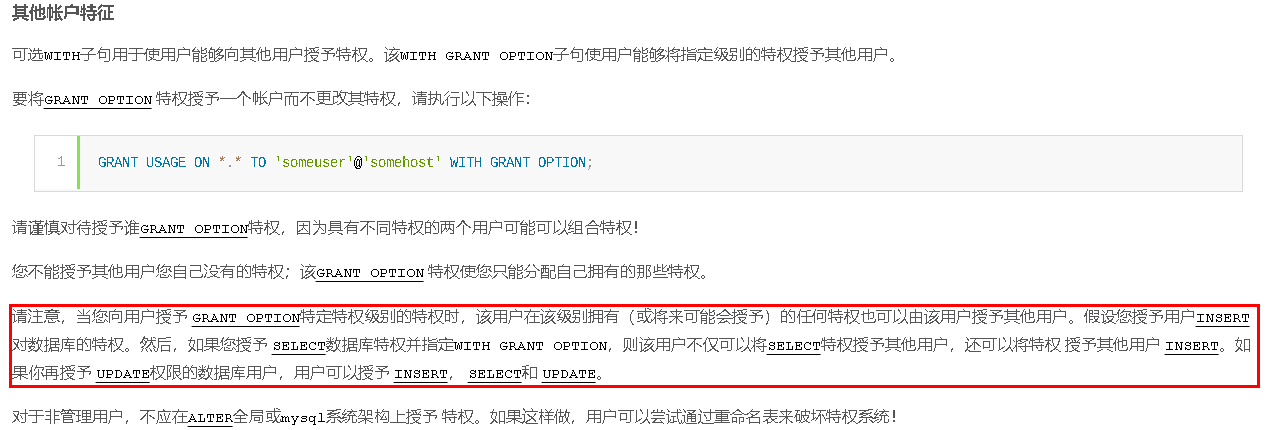 其他帐户特征
可选WITH子句用于使用户能够向其他用户授予特权。该WITH GRANT OPTION子句使用户能够将指定级别的特权授予其他用户。
要将GRANT OPTION 特权授予一个帐户而不更改其特权，请执行以下操作：
1 GRANT USAGE ON *.* TO 'someuser'@'somehost' WITH GRANT OPTION;
请谨慎对待授予谁GRANT OPTION特权，因为具有不同特权的两个用户可能可以组合特权！
您不能授予其他用户您自己没有的特权；该GRANT OPTION 特权使您只能分配自己拥有的那些特权。
请注意，当您向用户授予 GRANT OPTION特定特权级别的特权时，该用户在该级别拥有（或将来可能会授予）的任何特权也可以由该用户授予其他用户。假设您授予用户INSERT
对数据库的特权。然后，如果您授予 SELECT数据库特权并指定WITH GRANT OPTION，则该用户不仅可以将SELECT特权授予其他用户，还可以将特权 授予其他用户 INSERT。如
果你再授予 UPDATE权限的数据库用户，用户可以授予 INSERT， SELECT和 UPDATE。
对于非管理用户，不应在ALTER全局或mysql系统架构上授予 特权。如果这样做，用户可以尝试通过重命名表来破坏特权系统！